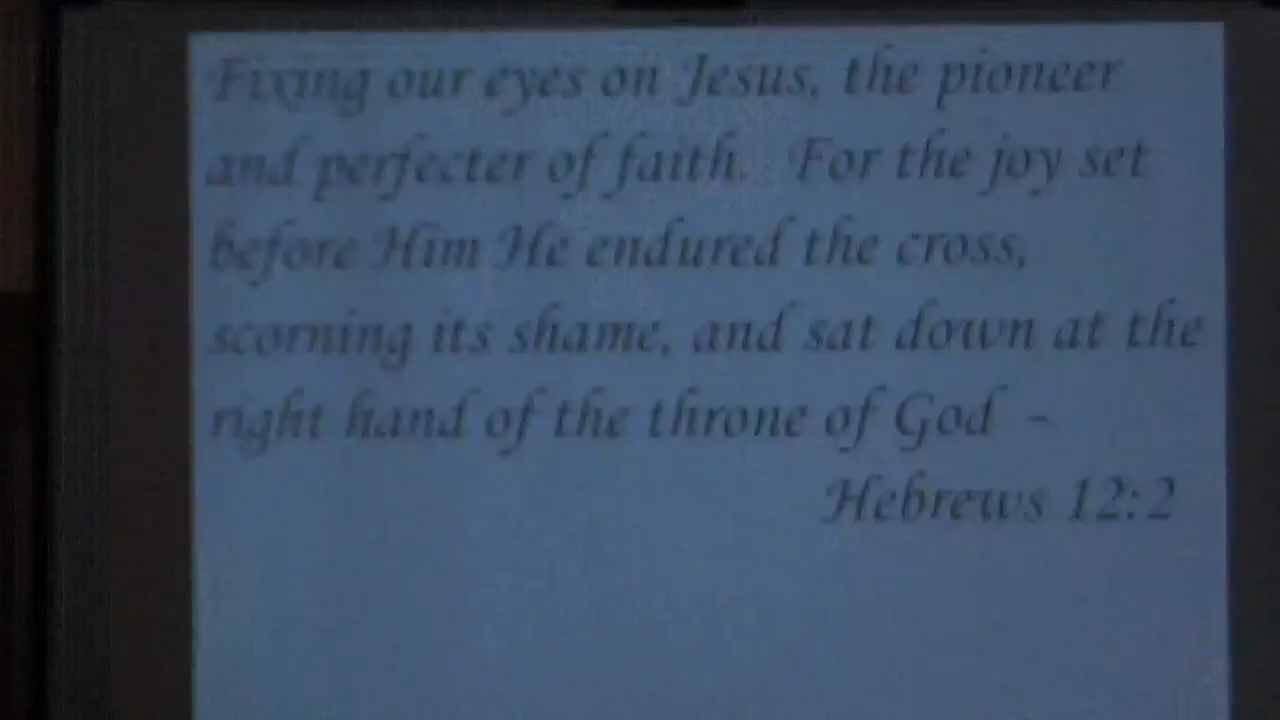 Fixing our eyes on Jesus, the pioneer
and perfecter of faith. For the joy set
before Him He endured the cross,
scorning its shame, and sat down at the
right hand of the throne of God -
Hebrews 12:2